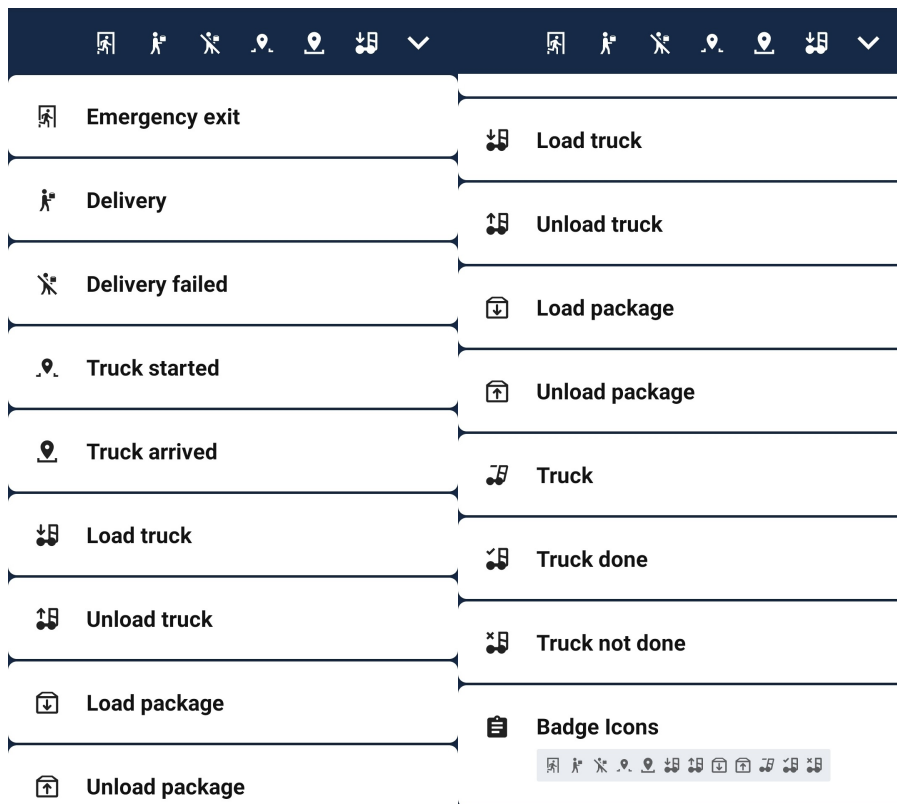 Emergency exit
Delivery
Delivery failed
Truck started
Truck arrived
Load truck
Unload truck
Load package
Unload package
Load truck
Unload truck
Load package
Unload package
Truck
Truck done
Truck not done
Badge Icons